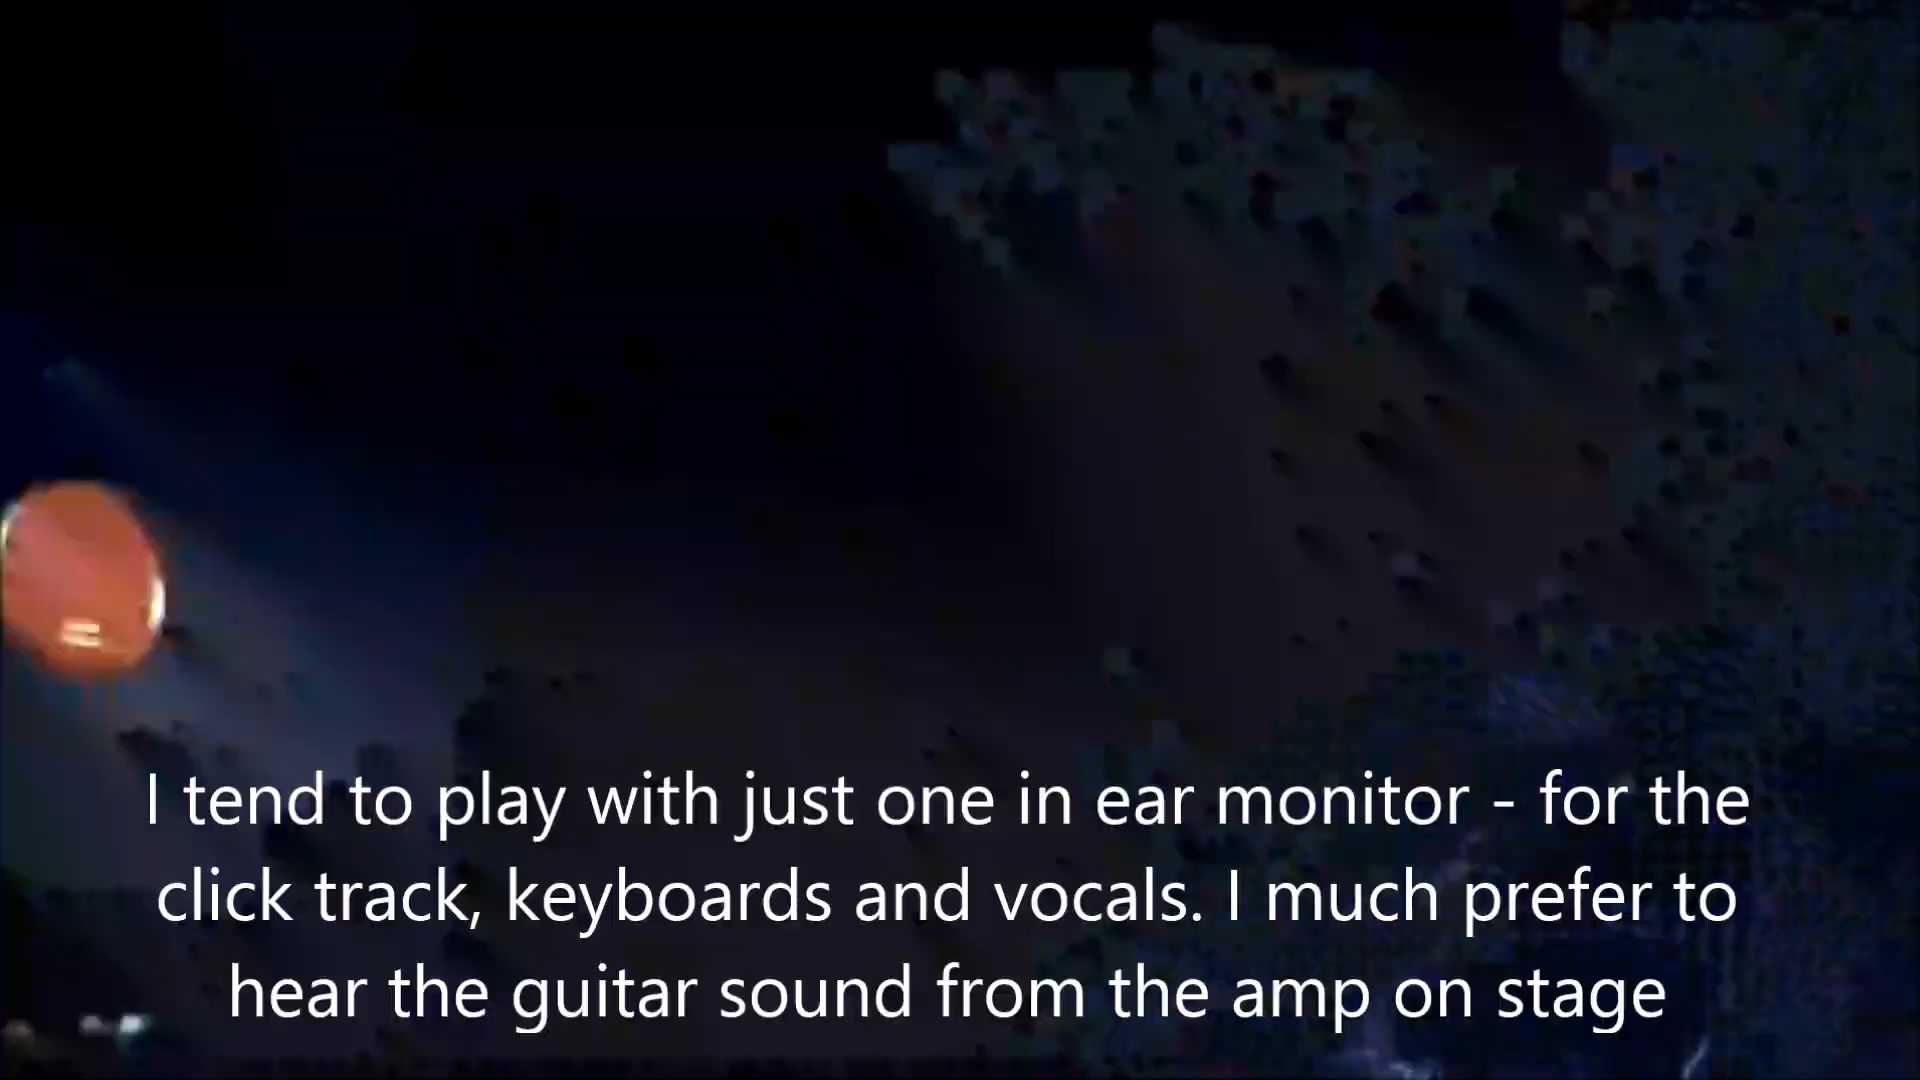 I tend to play with just one in ear monitor - for the
click track, keyboards and vocals. I much prefer to
hear the guitar sound from the amp on stage